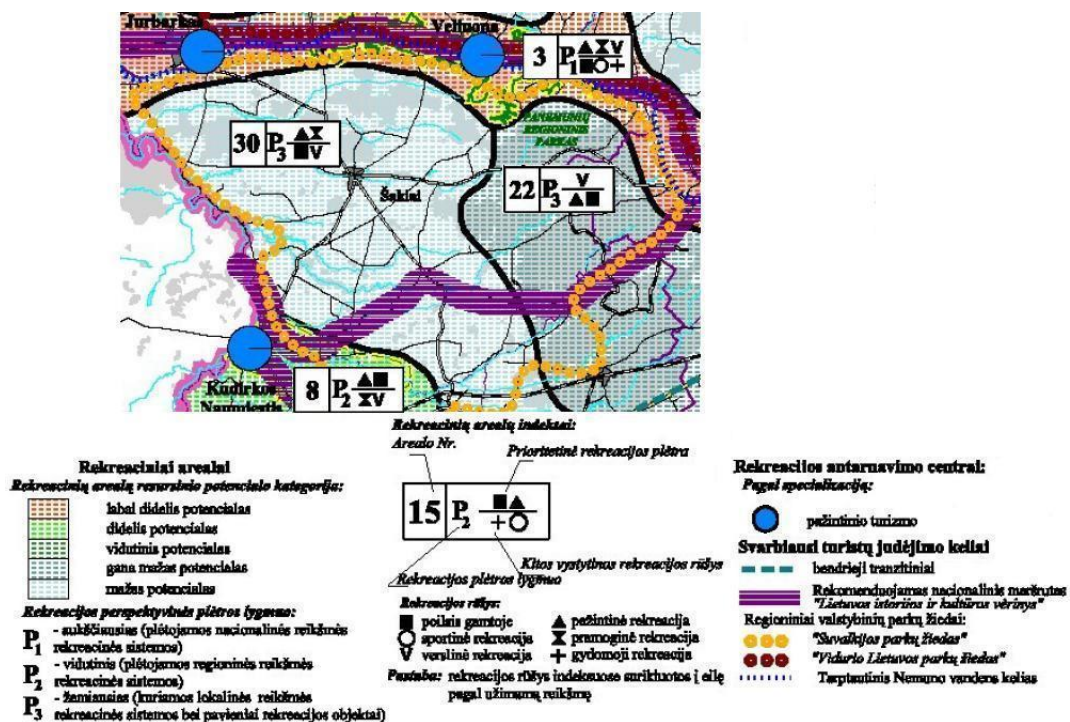 Jurbarkas
Veliuona
3 P1
PANEMUNIŲ
REGIONINIS
PARKAS
30 P3
Šakiai
22 P3
Kudirkos
Naumiestis
8 P2
Rekreaciniai arealai
Rekreacinių arealų resursinio potencialo kategorija:
labai didelis potencialas
didelis potencialas
vidutinis potencialas
gana mažas potencialas
mažas potencialas
Rekreacijos perspektyvinės plėtros lygmuo:
P1 - aukščiausias (plėtojamos nacionalinės reikšmės
rekreacinės sistemos)
P2 - vidutinis (plėtojamos regioninės reikšmės
rekreacinės sistemos)
P3 - žemiausias (kuriamos lokalinės reikšmės
rekreacinės sistemos bei pavieniai rekreacijos objektai)
Rekreacinių arealų indeksai:
Arealo Nr.
Prioritetinė rekreacijos plėtra
15 P2
Kitos vystytinos rekreacijos rūšys
Rekreacijos plėtros lygmuo
Rekreacijos rūšys:
poilsis gamtoje
sportinė rekreacija
verslinė rekreacija
pažintinė rekreacija
pramoginė rekreacija
gydomoji rekreacija
Pastaba: rekreacijos rūšys indeksuose surikiuotos į eilę
pagal užimamą reikšmę
Rekreacijos aptarnavimo centrai:
Pagal specializaciją:
pažintinio turizmo
Svarbiausi turistų judėjimo keliai
bendrieji tranzitiniai
Rekomenduojamas nacionalinis maršrutas
"Lietuvos istorijos ir kultūros vėrinys"
Regioniniai valstybinių parkų žiedai:
"Suvalkijos parkų žiedas"
"Vidurio Lietuvos parkų žiedas"
Tarptautinis Nemuno vandens kelias